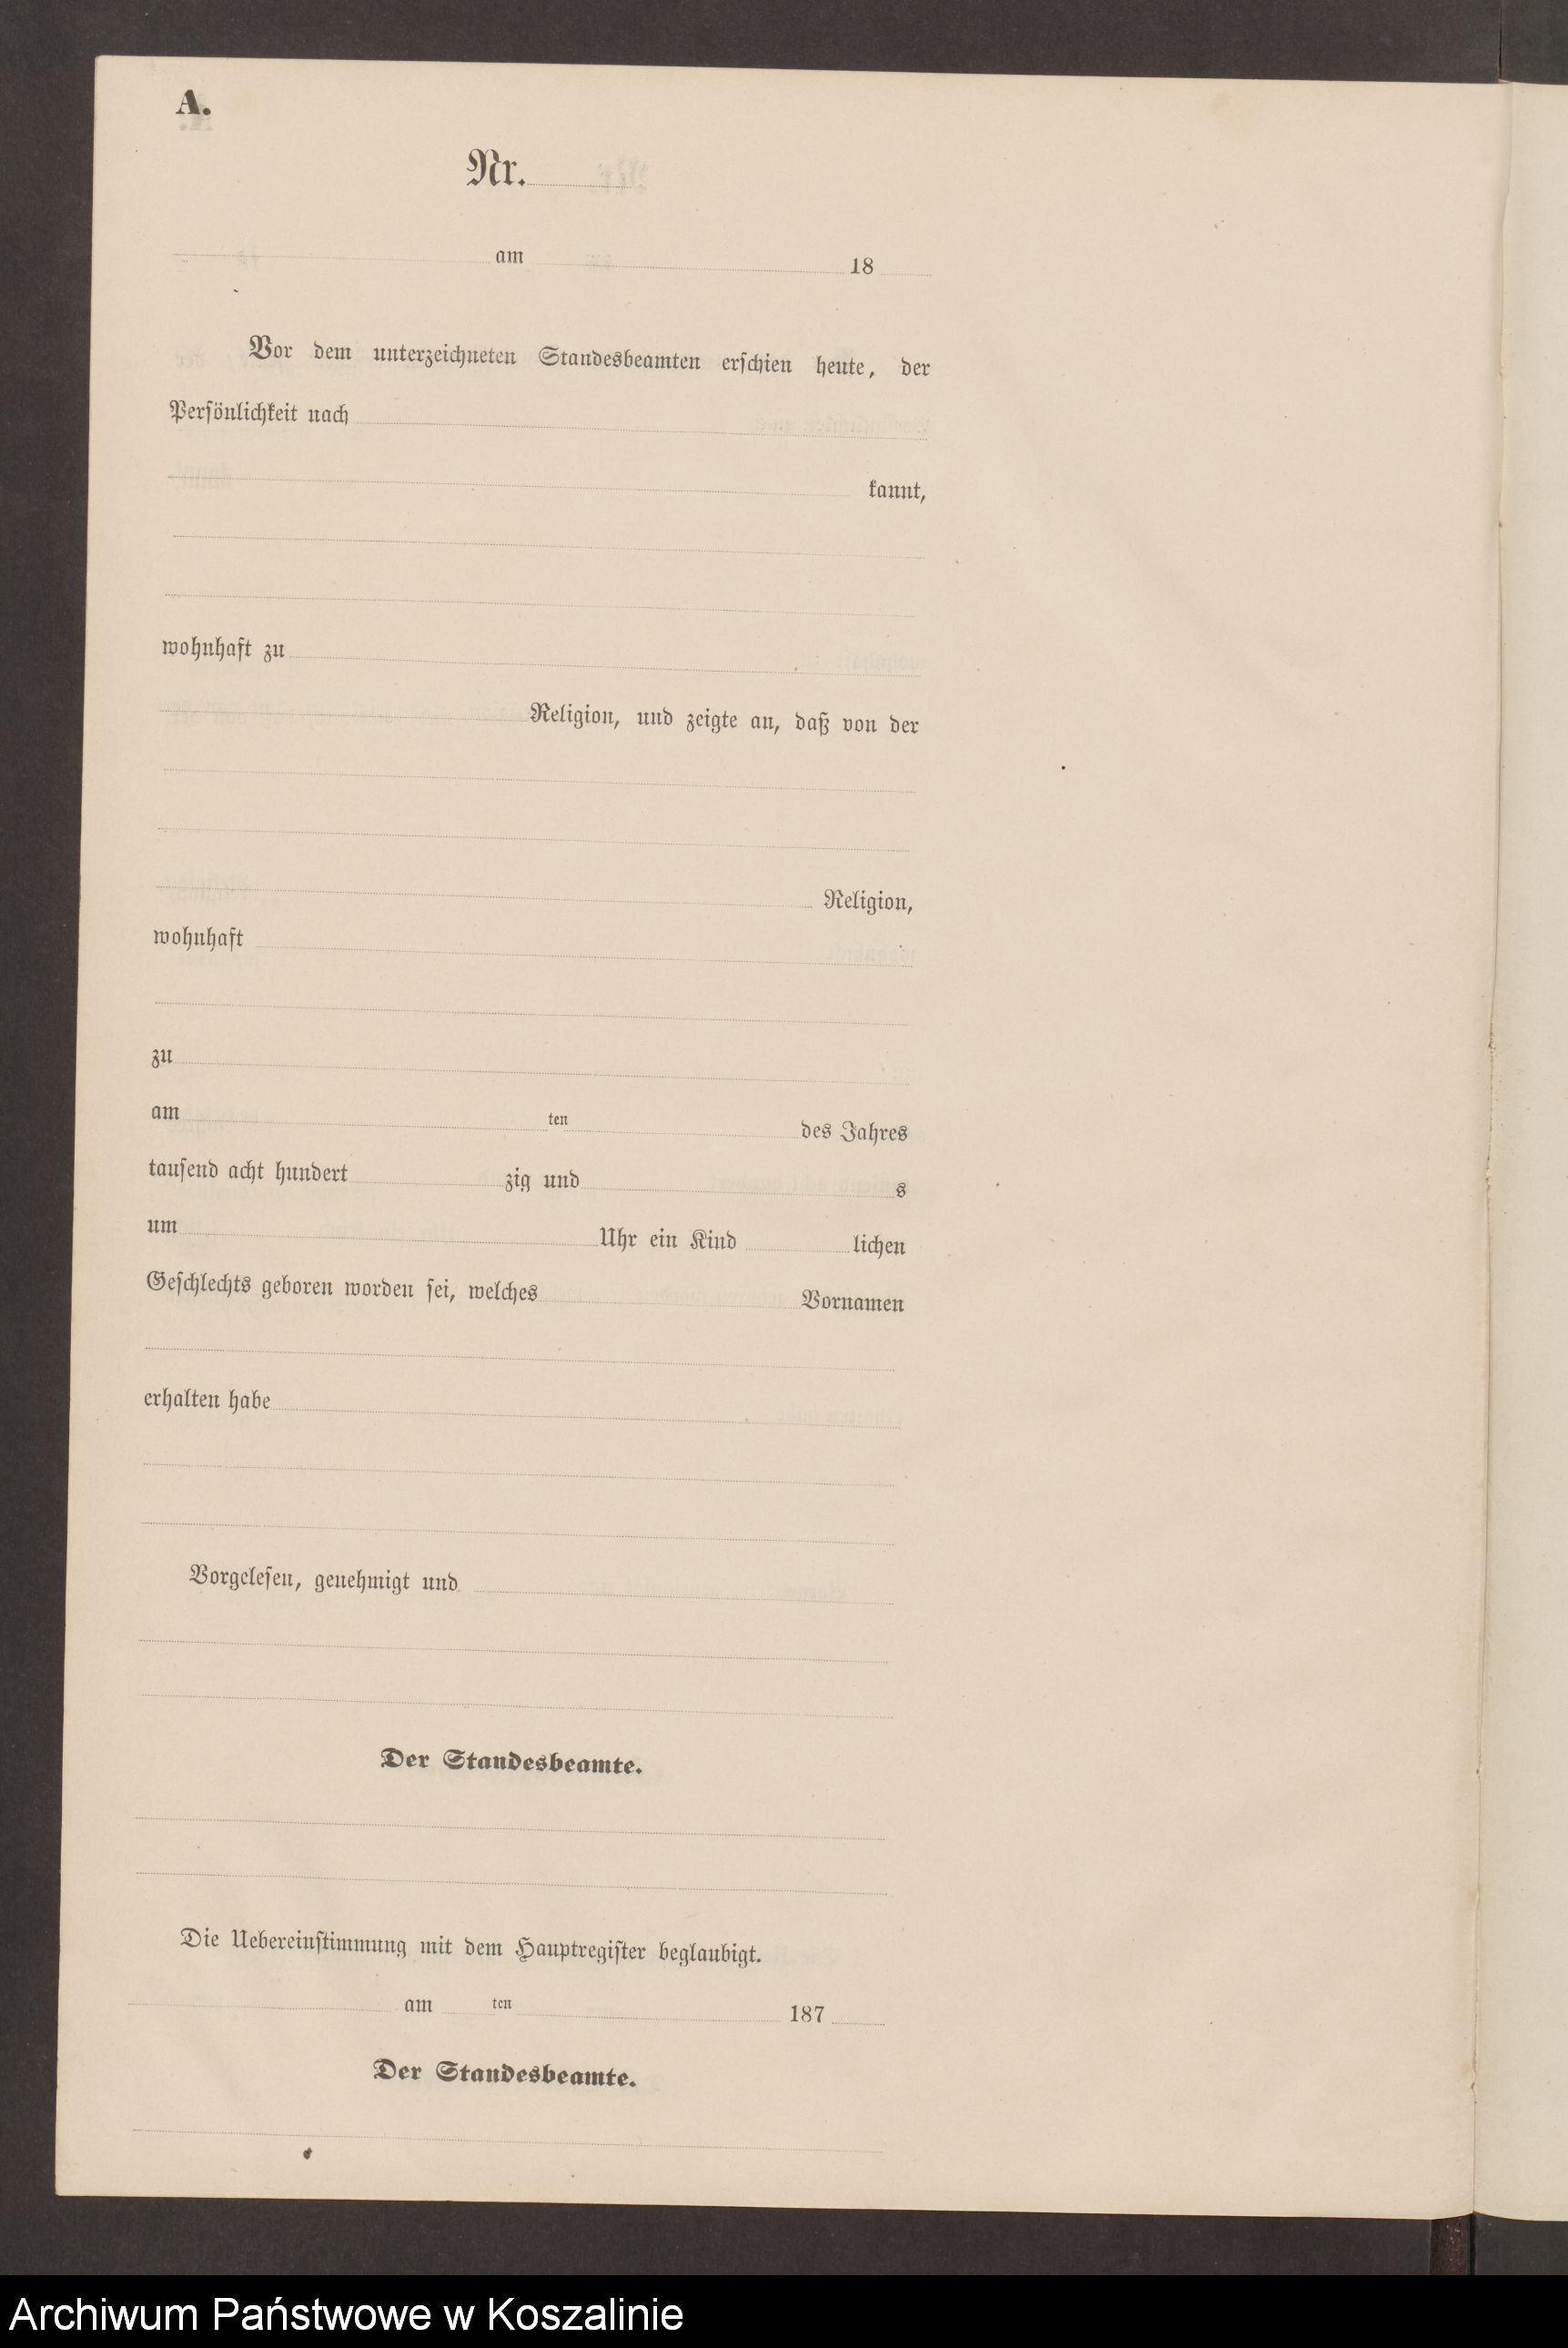 A.
Nr.
am 18
Vor dem unterzeichneten Standesbeamten erschien heute, der
Persönlichkeit nach
kannt,
wohnhaft zu
Religion, und zeigte an, daß von der
Religion,
wohnhaft
zu
am ten des Jahres
tausend acht hundert zig und s
um Uhr ein Kind lichen
Geschlechts geboren worden sei, welches Vornamen
erhalten habe
Vorgelesen, genehmigt und
Der Standesbeamte.
Die Uebereinstimmung mit dem Hauptregister beglaubigt.
am ten 187
Der Standesbeamte.
Archiwum Państwowe w Koszalinie